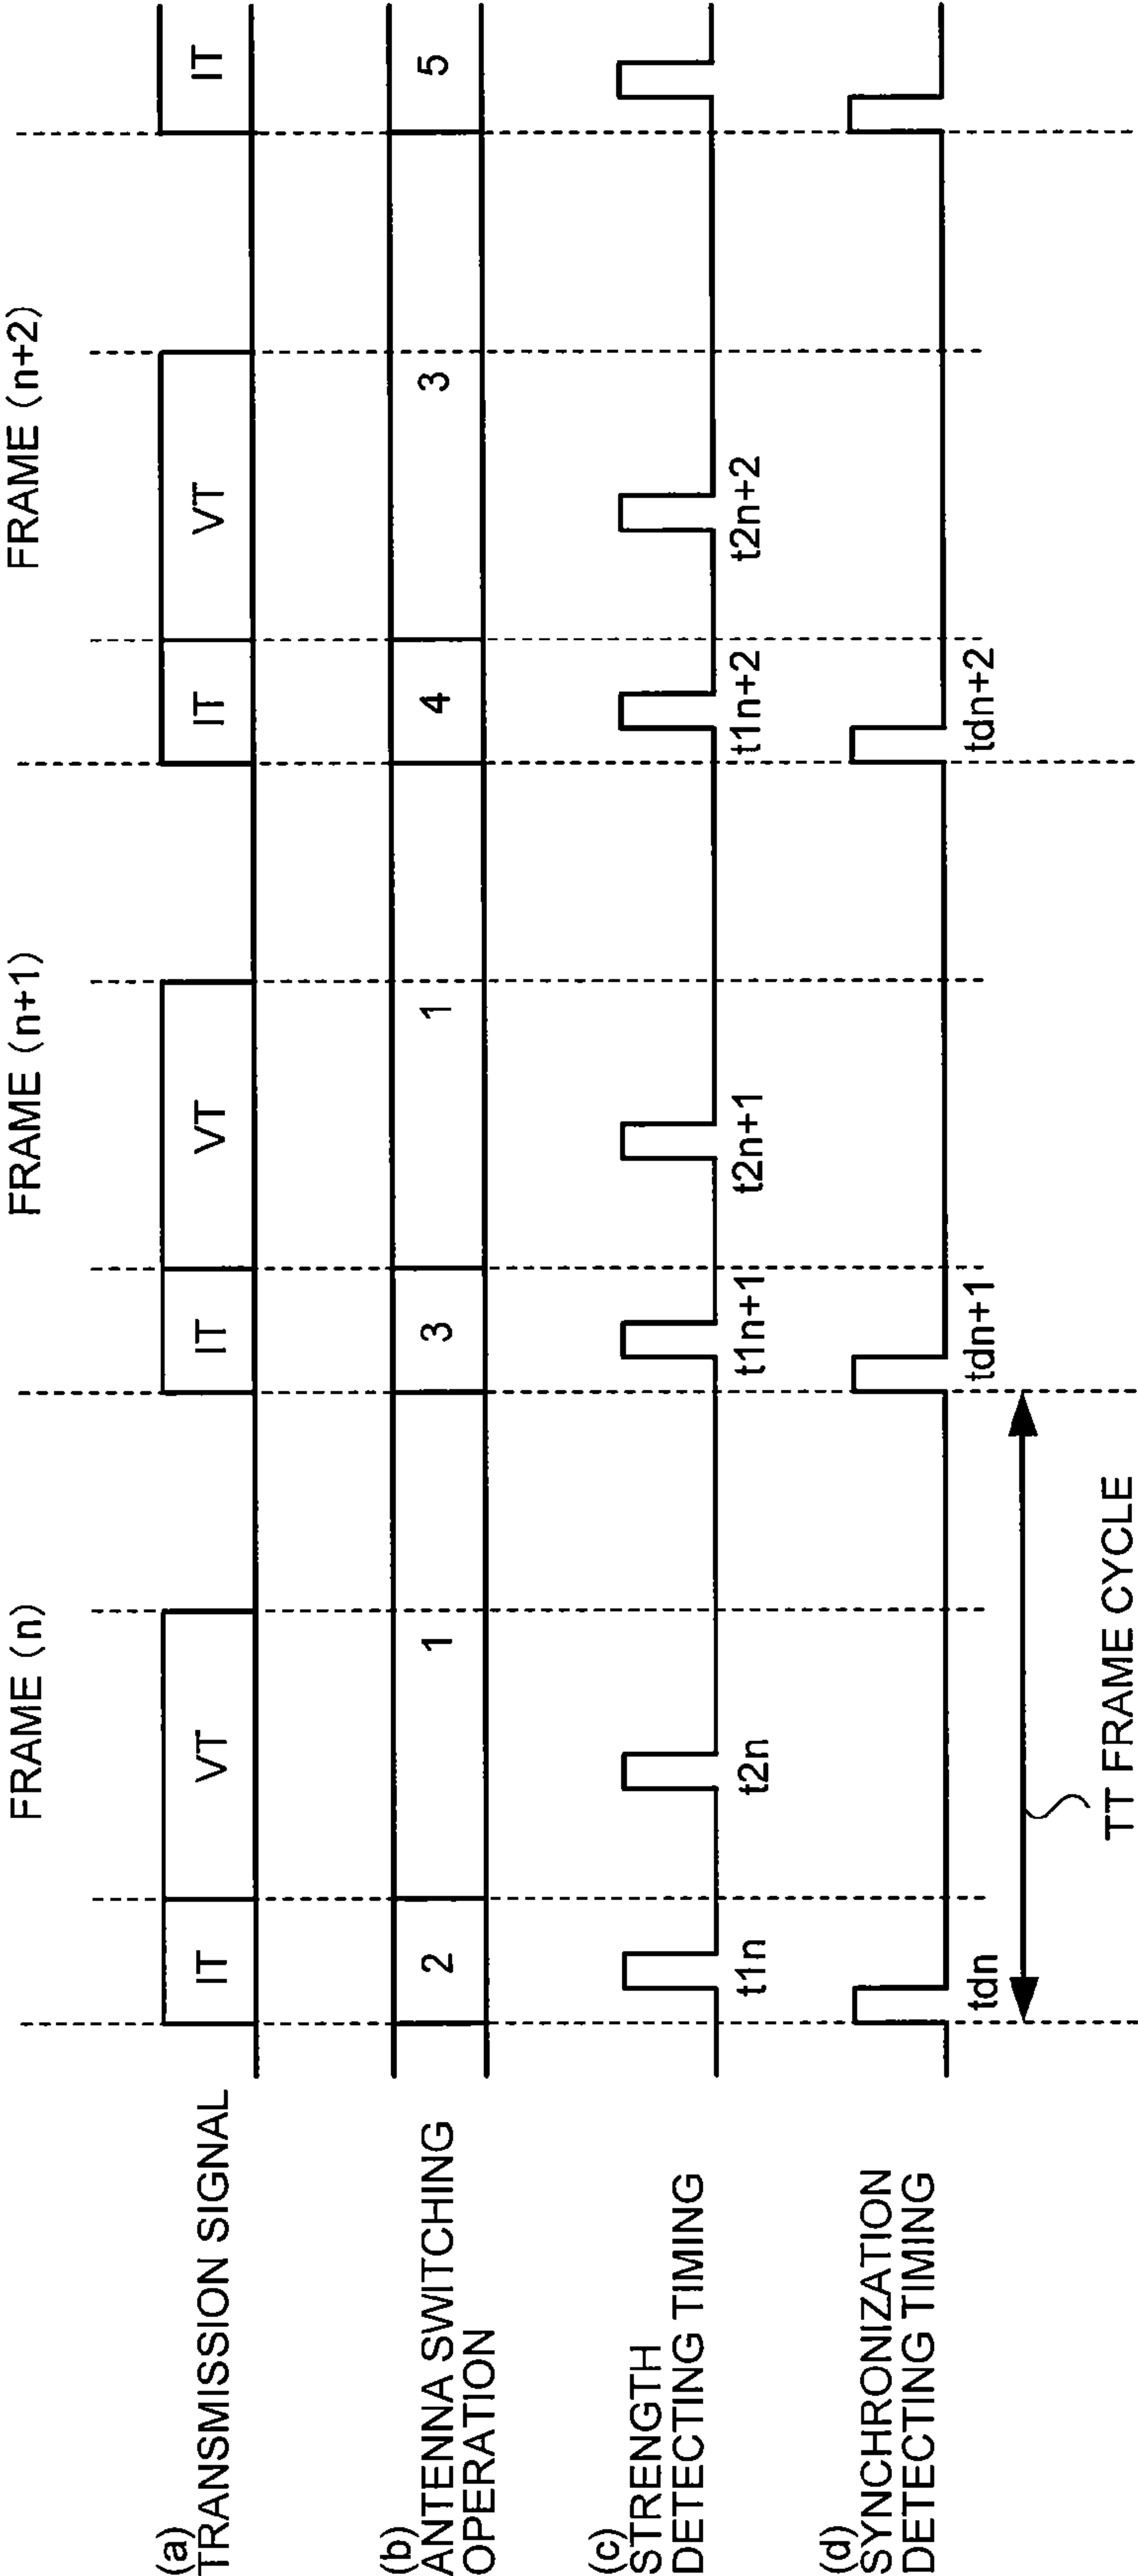 FRAME (n)
FRAME (n+1)
FRAME (n+2)
(a)
TRANSMISSION SIGNAL
IT
VT
IT
VT
IT
VT
IT
(b)
ANTENNA SWITCHING
OPERATION
2
1
3
1
4
3
5
(c)
STRENGTH
DETECTING TIMING
t1n
t2n
t1n+1
t2n+1
t1n+2
t2n+2
(d)
SYNCHRONIZATION
DETECTING TIMING
tdn
tdn+1
tdn+2
TT FRAME CYCLE